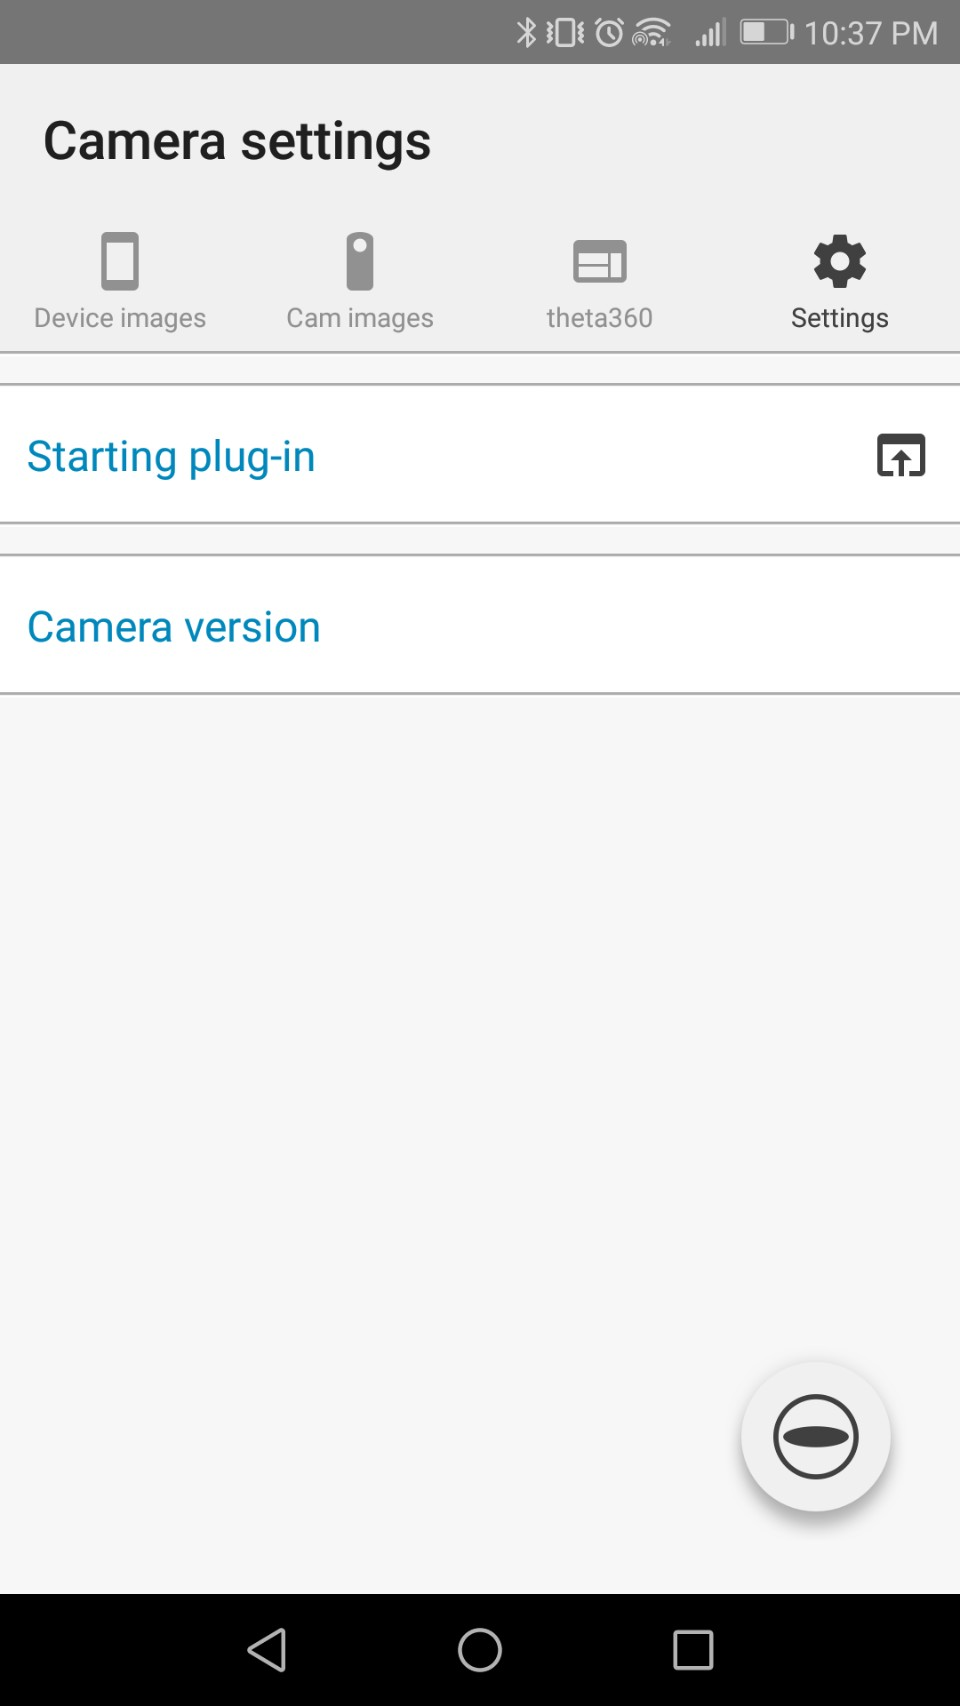 10:37 PM
Camera settings
Device images
Cam images
theta360
Settings
Starting plug-in
Camera version